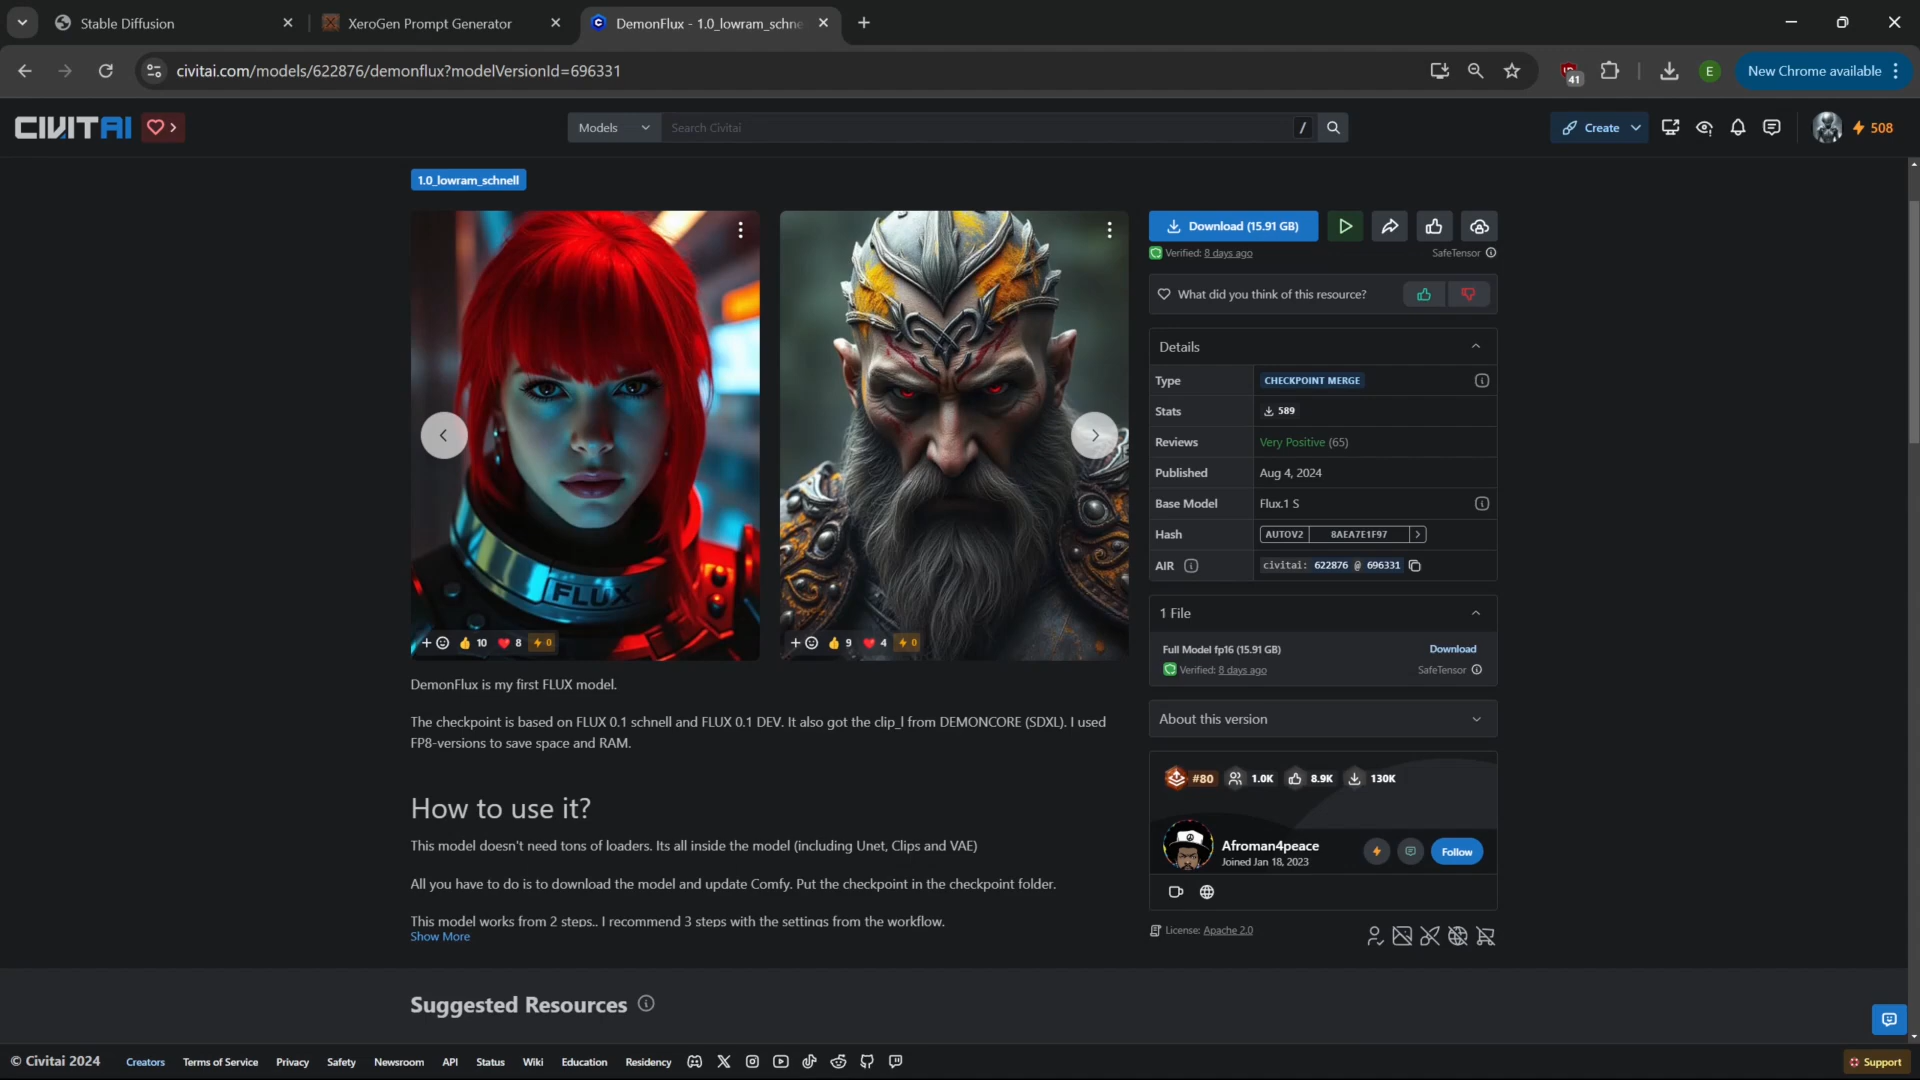 Stable Diffusion
XeroGen Prompt Generator
DemonFlux - 1.0_lowram_schne
civitai.com/models/622876/demonflux?modelVersionId=696331
41
E
New Chrome available
CIVITAI
Models
Search Civitai
/
Create
508
1.0_lowram_schnell
FLUX
10
8
0
9
4
0
DemonFlux is my first FLUX model.
The checkpoint is based on FLUX 0.1 schnell and FLUX 0.1 DEV. It also got the clip_l from DEMONCORE (SDXL). I used
FP8-versions to save space and RAM.
How to use it?
This model doesn't need tons of loaders. Its all inside the model (including Unet, Clips and VAE)
All you have to do is to download the model and update Comfy. Put the checkpoint in the checkpoint folder.
This model works from 2 steps.. I recommend 3 steps with the settings from the workflow.
Show More
Download (15.91 GB)
Verified: 8 days ago
SafeTensor
What did you think of this resource?
Details
Type
CHECKPOINT MERGE
Stats
589
Reviews
Very Positive (65)
Published
Aug 4, 2024
Base Model
Flux.1 S
Hash
AUTOV2
8AEA7E1F97
AIR
civitai: 622876 @ 696331
1 File
Full Model fp16 (15.91 GB)
Download
Verified: 8 days ago
SafeTensor
About this version
#80
1.0K
8.9K
130K
Afroman4peace
Joined Jan 18, 2023
Follow
License: Apache 2.0
Suggested Resources
© Civitai 2024
Creators
Terms of Service
Privacy
Safety
Newsroom
API
Status
Wiki
Education
Residency
Support